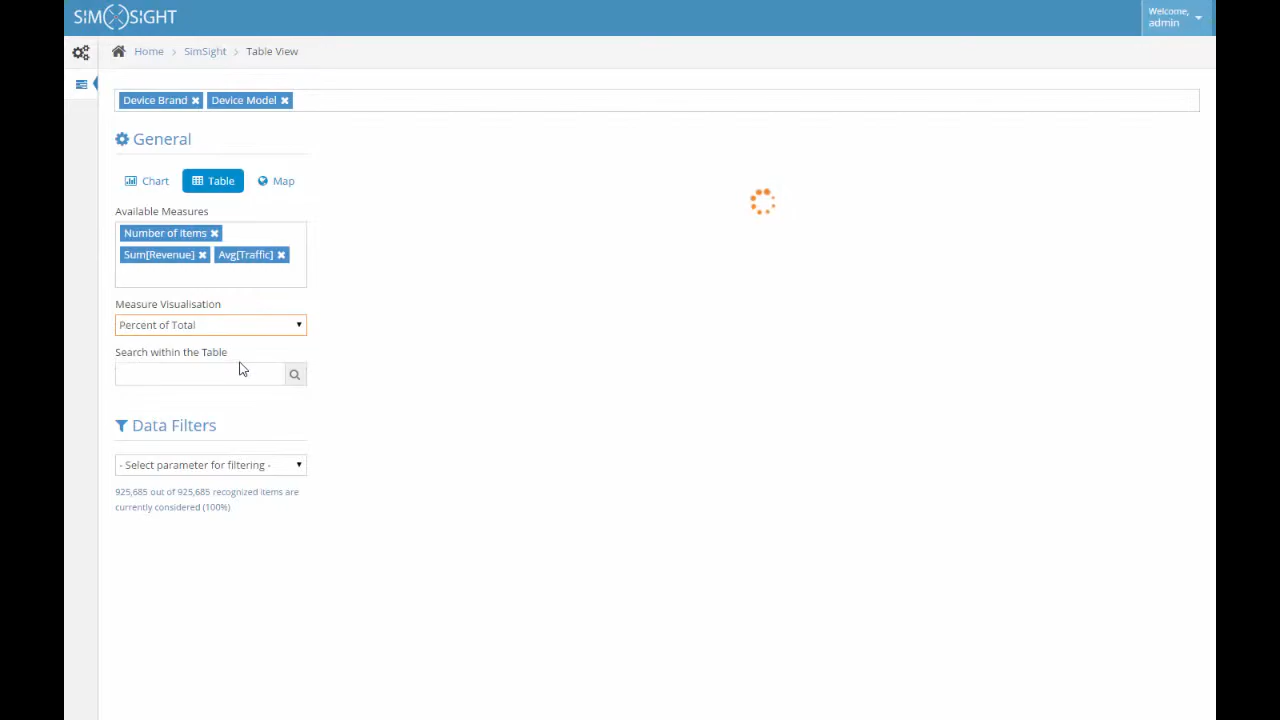 SIMSIGHT
Welcome,
admin
Home > SimSight > Table View
Device Brand × Device Model ×
General
Chart Table Map
Available Measures
Number of Items ×
Sum[Revenue] × Avg[Traffic] ×
Measure Visualisation
Percent of Total
Search within the Table
Data Filters
- Select parameter for filtering -
925,685 out of 925,685 recognized items are
currently considered (100%)